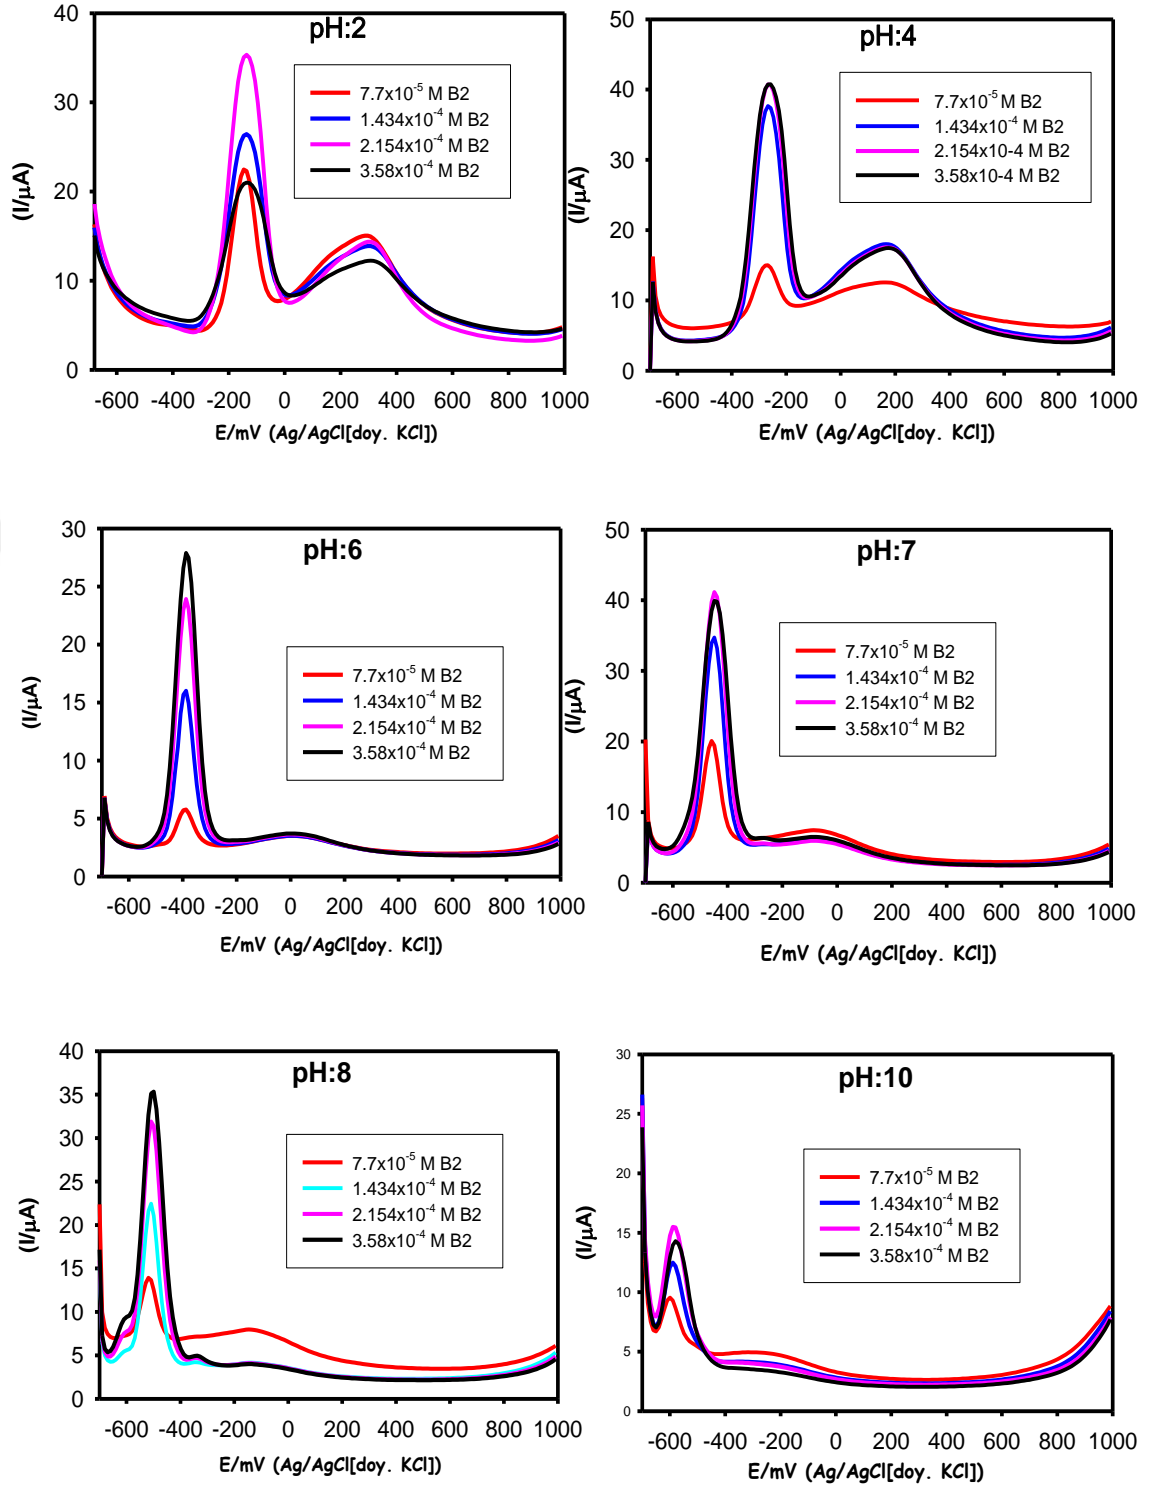 pH:2
40
30
20
10
0
(I/µA)
7.7x10⁻⁵ M B2
1.434x10⁻⁴ M B2
2.154x10⁻⁴ M B2
3.58x10⁻⁴ M B2
-600 -400 -200 0 200 400 600 800 1000
E/mV (Ag/AgCl[doy. KCl])
pH:4
50
40
30
20
10
0
(I/µA)
7.7x10⁻⁵ M B2
1.434x10⁻⁴ M B2
2.154x10-4 M B2
3.58x10-4 M B2
-600 -400 -200 0 200 400 600 800 1000
E/mV (Ag/AgCl[doy. KCl])
pH:6
30
25
20
15
10
5
0
(I/µA)
7.7x10⁻⁵ M B2
1.434x10⁻⁴ M B2
2.154x10⁻⁴ M B2
3.58x10⁻⁴ M B2
-600 -400 -200 0 200 400 600 800 1000
E/mV (Ag/AgCl[doy. KCl])
pH:7
50
40
30
20
10
0
(I/µA)
7.7x10⁻⁵ M B2
1.434x10⁻⁴ M B2
2.154x10⁻⁴ M B2
3.58x10⁻⁴ M B2
-600 -400 -200 0 200 400 600 800 1000
E/mV (Ag/AgCl[doy. KCl])
pH:8
40
35
30
25
20
15
10
5
0
(I/µA)
7.7x10⁻⁵ M B2
1.434x10⁻⁴ M B2
2.154x10⁻⁴ M B2
3.58x10⁻⁴ M B2
-600 -400 -200 0 200 400 600 800 1000
E/mV (Ag/AgCl[doy. KCl])
pH:10
30
25
20
15
10
5
0
(I/µA)
7.7x10⁻⁵ M B2
1.434x10⁻⁴ M B2
2.154x10⁻⁴ M B2
3.58x10⁻⁴ M B2
-600 -400 -200 0 200 400 600 800 1000
E/mV (Ag/AgCl[doy. KCl])